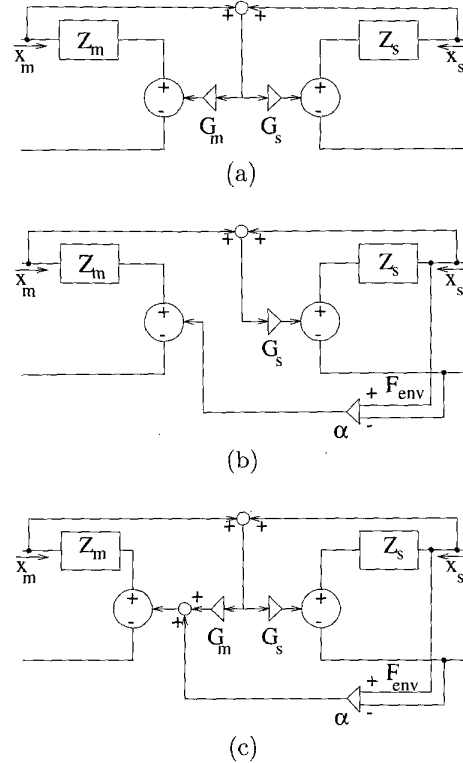 + +
x_m Z_m Z_s x_s
+ - G_m G_s + -
(a)
+ +
x_m Z_m Z_s x_s
+ - G_s + -
F_env
+ -
α
(b)
+ +
x_m Z_m Z_s x_s
+ - + + G_m G_s + -
F_env
+ -
α
(c)